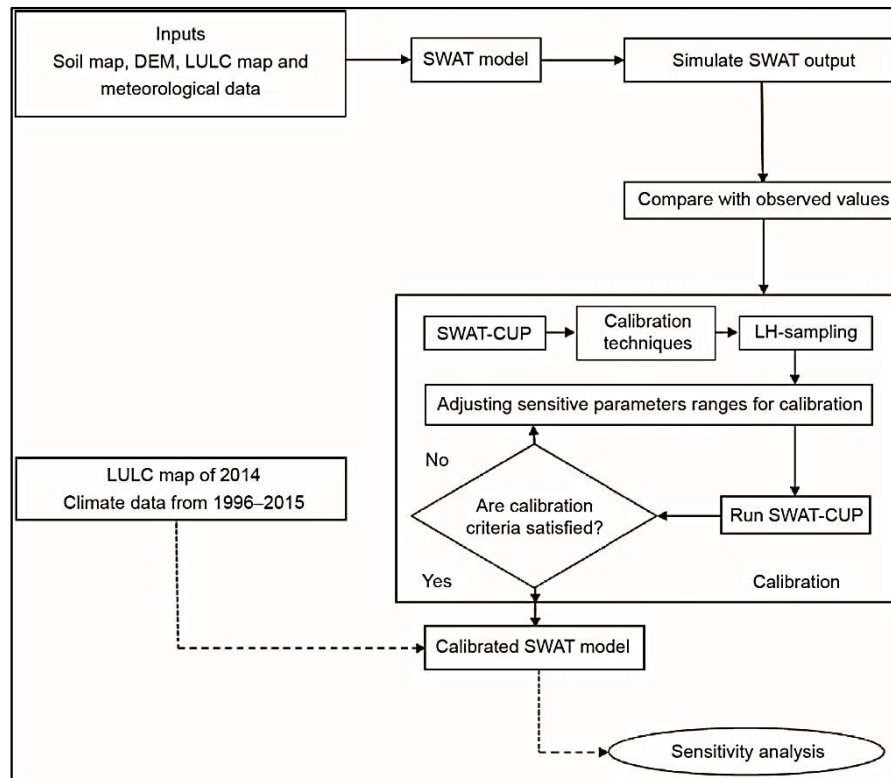 Inputs
Soil map, DEM, LULC map and
meteorological data
SWAT model
Simulate SWAT output
Compare with observed values
SWAT-CUP
Calibration
techniques
LH-sampling
Adjusting sensitive parameters ranges for calibration
No
LULC map of 2014
Climate data from 1996–2015
Are calibration
criteria satisfied?
Run SWAT-CUP
Yes
Calibration
Calibrated SWAT model
Sensitivity analysis